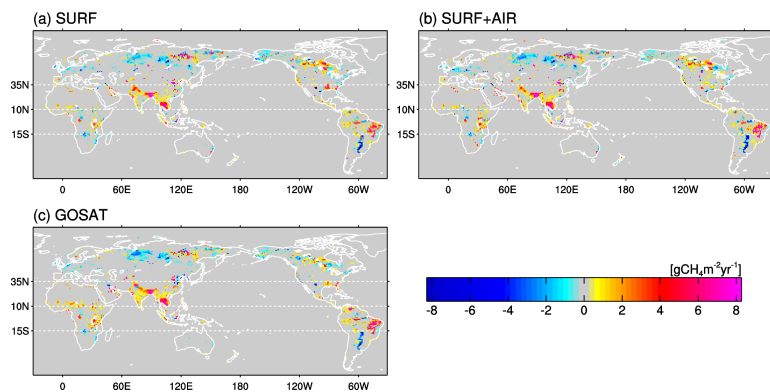 (a) SURF
(b) SURF+AIR
35N
10N
15S
35N
10N
15S
0 60E 120E 180 120W 60W
0 60E 120E 180 120W 60W
(c) GOSAT
35N
10N
15S
0 60E 120E 180 120W 60W
[gCH4m-2yr-1]
-8 -6 -4 -2 0 2 4 6 8